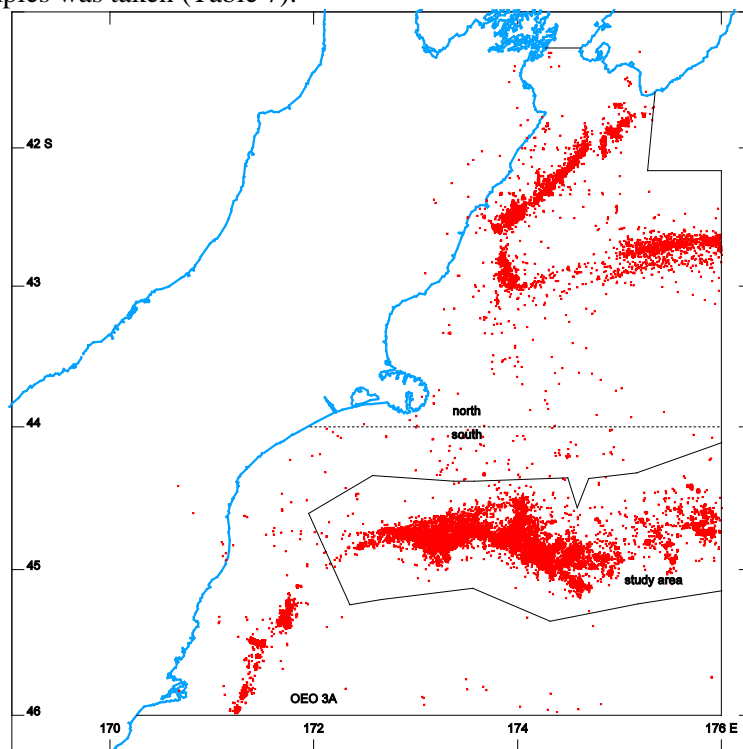 ples was taken (Table 7).
42 S
43
north
44
south
45
study area
OEO 3A
46
170
172
174
176 E